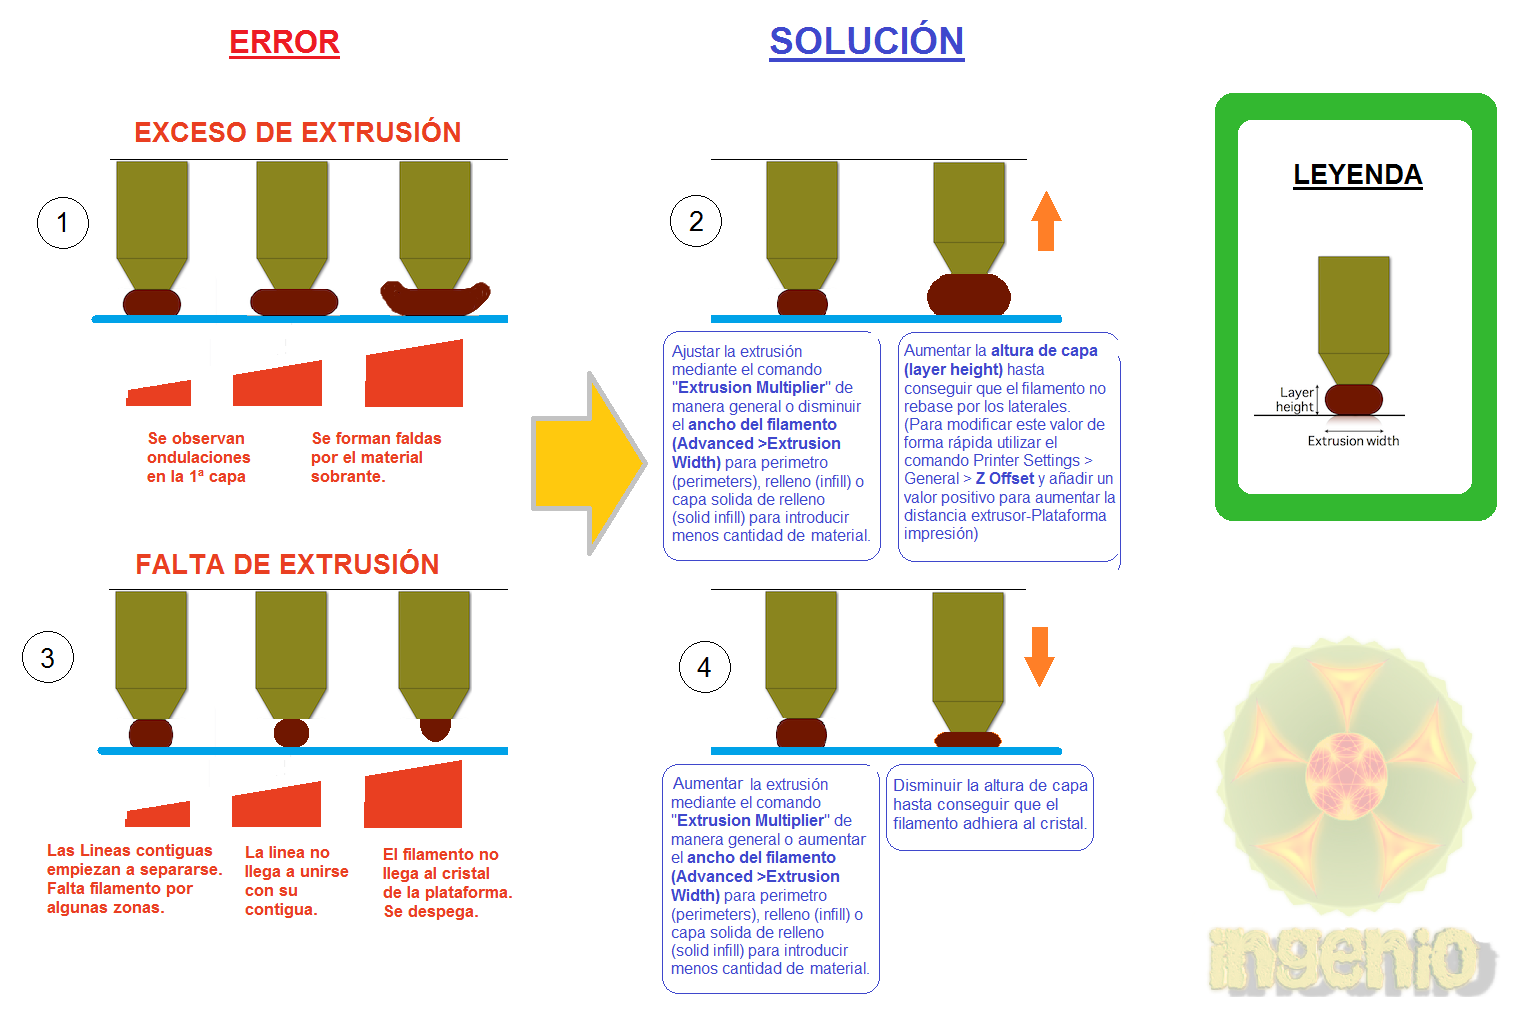 ERROR
SOLUCIÓN
EXCESO DE EXTRUSIÓN
1
2
Se observan
ondulaciones
en la 1ª capa
Se forman faldas
por el material
sobrante.
Ajustar la extrusión
mediante el comando
"Extrusion Multiplier" de
manera general o disminuir
el ancho del filamento
(Advanced >Extrusion
Width) para perimetro
(perimeters), relleno (infill) o
capa solida de relleno
(solid infill) para introducir
menos cantidad de material.
Aumentar la altura de capa
(layer height) hasta
conseguir que el filamento no
rebase por los laterales.
(Para modificar este valor de
forma rápida utilizar el
comando Printer Settings >
General > Z Offset y añadir un
valor positivo para aumentar la
distancia extrusor-Plataforma
impresión)
LEYENDA
Layer
height
Extrusion width
FALTA DE EXTRUSIÓN
3
4
Las Lineas contiguas
empiezan a separarse.
Falta filamento por
algunas zonas.
La linea no
llega a unirse
con su
contigua.
El filamento no
llega al cristal
de la plataforma.
Se despega.
Aumentar la extrusión
mediante el comando
"Extrusion Multiplier" de
manera general o aumentar
el ancho del filamento
(Advanced >Extrusion
Width) para perimetro
(perimeters), relleno (infill) o
capa solida de relleno
(solid infill) para introducir
menos cantidad de material.
Disminuir la altura de capa
hasta conseguir que el
filamento adhiera al cristal.
ingenio